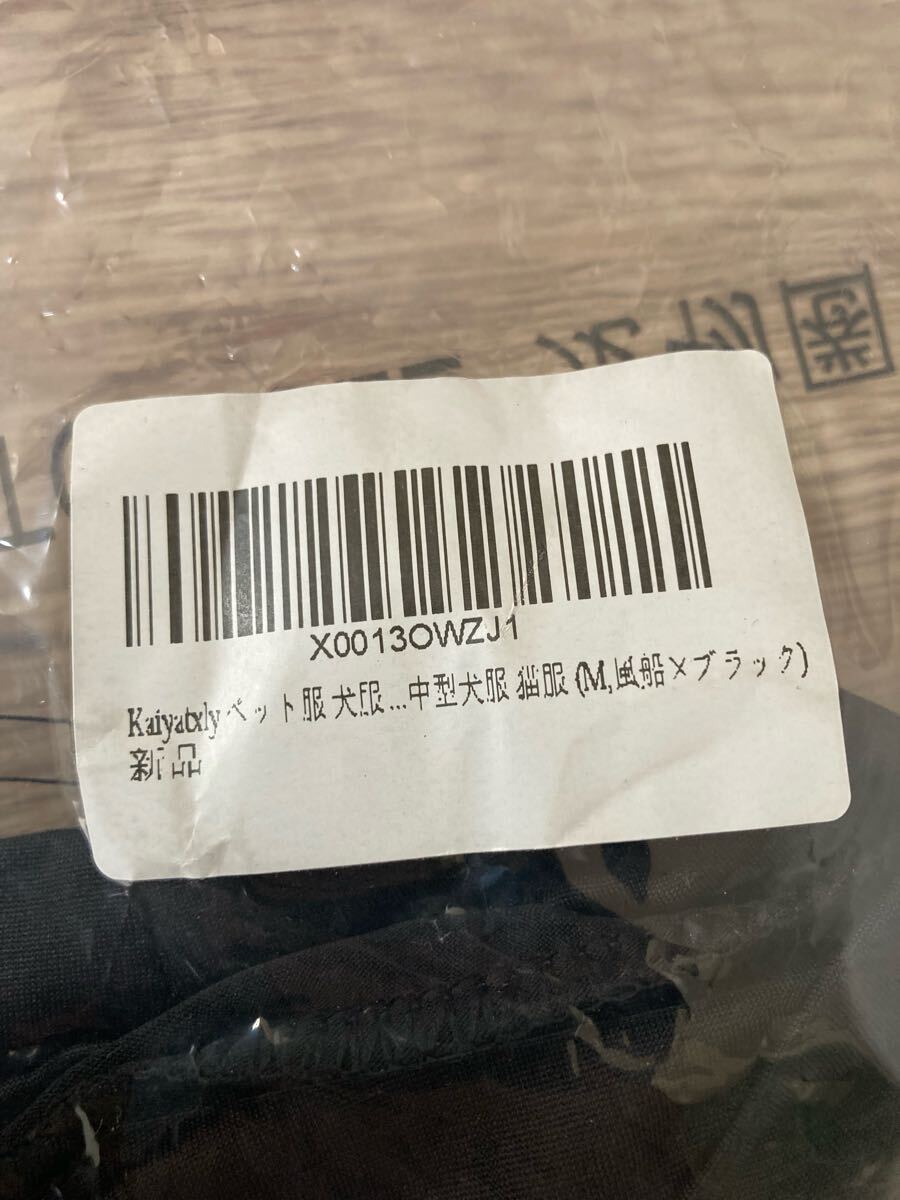 X0013OWZJ1
Kaiyatxly ペット服 犬服...中型犬服 猫服 (M,風船×ブラック)
新品